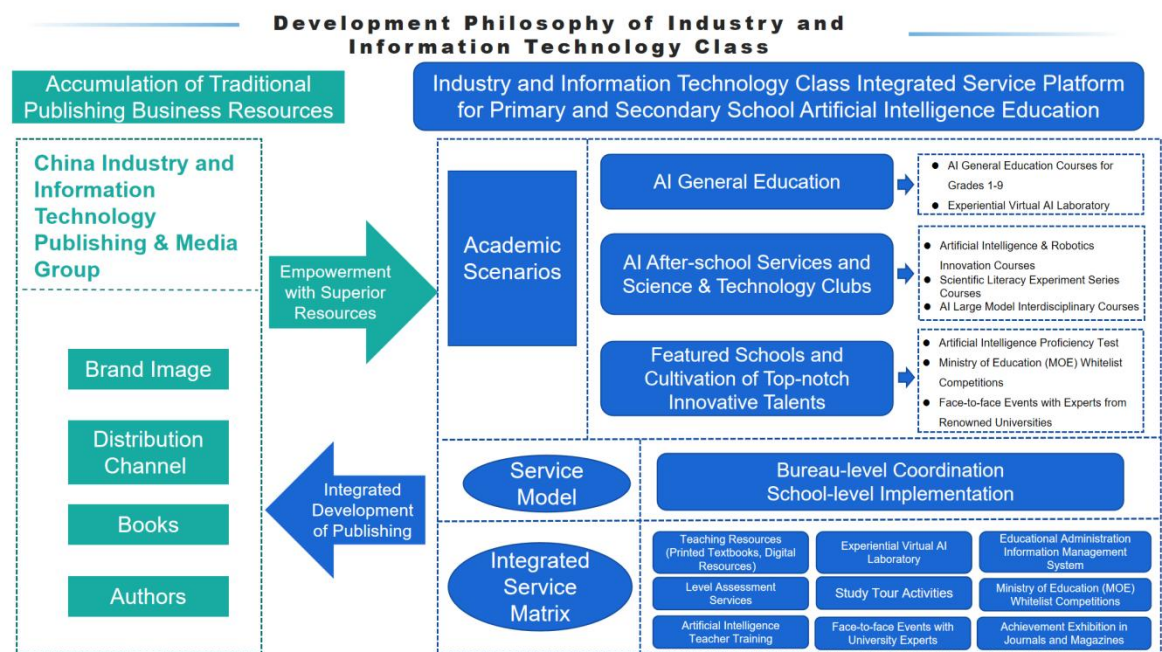 Development Philosophy of Industry and
Information Technology Class
Accumulation of Traditional
Publishing Business Resources
Industry and Information Technology Class Integrated Service Platform
for Primary and Secondary School Artificial Intelligence Education
China Industry and
Information
Technology
Publishing & Media
Group
Brand Image
Distribution
Channel
Books
Authors
Empowerment
with Superior
Resources
Integrated
Development
of Publishing
Academic
Scenarios
AI General Education
● AI General Education Courses for
Grades 1-9
● Experiential Virtual AI Laboratory
AI After-school Services and
Science & Technology Clubs
● Artificial Intelligence & Robotics
Innovation Courses
● Scientific Literacy Experiment Series
Courses
● AI Large Model Interdisciplinary Courses
Featured Schools and
Cultivation of Top-notch
Innovative Talents
● Artificial Intelligence Proficiency Test
● Ministry of Education (MOE) Whitelist
Competitions
● Face-to-face Events with Experts from
Renowned Universities
Service
Model
Bureau-level Coordination
School-level Implementation
Integrated
Service
Matrix
Teaching Resources
(Printed Textbooks, Digital
Resources)
Experiential Virtual AI
Laboratory
Educational Administration
Information Management
System
Level Assessment
Services
Study Tour Activities
Ministry of Education (MOE)
Whitelist Competitions
Artificial Intelligence
Teacher Training
Face-to-face Events with
University Experts
Achievement Exhibition in
Journals and Magazines